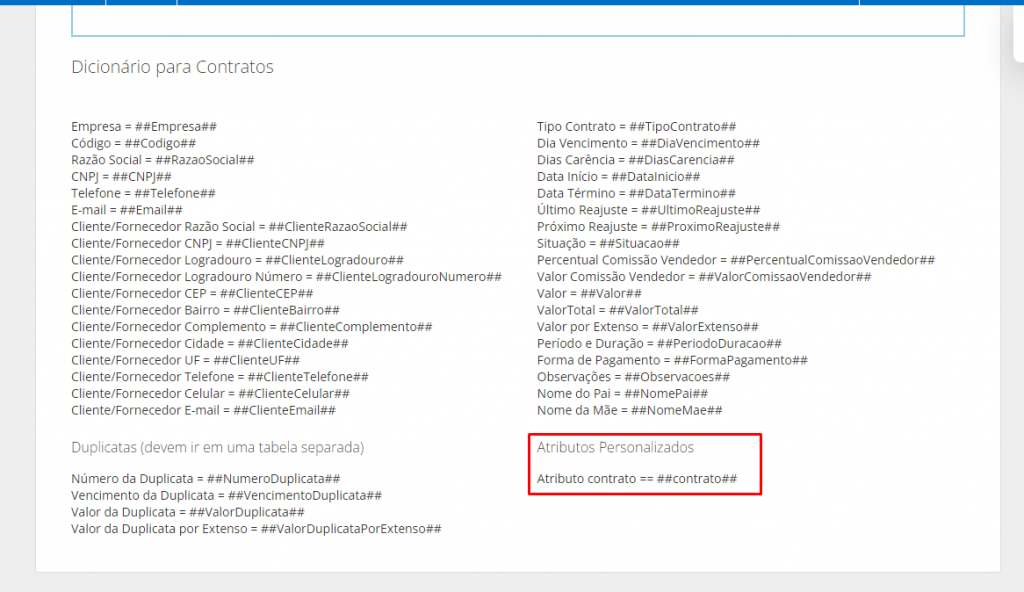 Dicionário para Contratos
Empresa = ##Empresa##
Código = ##Codigo##
Razão Social = ##RazaoSocial##
CNPJ = ##CNPJ##
Telefone = ##Telefone##
E-mail = ##Email##
Cliente/Fornecedor Razão Social = ##ClienteRazaoSocial##
Cliente/Fornecedor CNPJ = ##ClienteCNPJ##
Cliente/Fornecedor Logradouro = ##ClienteLogradouro##
Cliente/Fornecedor Logradouro Número = ##ClienteLogradouroNumero##
Cliente/Fornecedor CEP = ##ClienteCEP##
Cliente/Fornecedor Bairro = ##ClienteBairro##
Cliente/Fornecedor Complemento = ##ClienteComplemento##
Cliente/Fornecedor Cidade = ##ClienteCidade##
Cliente/Fornecedor UF = ##ClienteUF##
Cliente/Fornecedor Telefone = ##ClienteTelefone##
Cliente/Fornecedor Celular = ##ClienteCelular##
Cliente/Fornecedor E-mail = ##ClienteEmail##
Tipo Contrato = ##TipoContrato##
Dia Vencimento = ##DiaVencimento##
Dias Carência = ##DiasCarencia##
Data Início = ##DataInicio##
Data Término = ##DataTermino##
Último Reajuste = ##UltimoReajuste##
Próximo Reajuste = ##ProximoReajuste##
Situação = ##Situacao##
Percentual Comissão Vendedor = ##PercentualComissaoVendedor##
Valor Comissão Vendedor = ##ValorComissaoVendedor##
Valor = ##Valor##
ValorTotal = ##ValorTotal##
Valor por Extenso = ##ValorExtenso##
Período e Duração = ##PeriodoDuracao##
Forma de Pagamento = ##FormaPagamento##
Observações = ##Observacoes##
Nome do Pai = ##NomePai##
Nome da Mãe = ##NomeMae##
Duplicatas (devem ir em uma tabela separada)
Número da Duplicata = ##NumeroDuplicata##
Vencimento da Duplicata = ##VencimentoDuplicata##
Valor da Duplicata = ##ValorDuplicata##
Valor da Duplicata por Extenso = ##ValorDuplicataPorExtenso##
Atributos Personalizados
Atributo contrato == ##contrato##